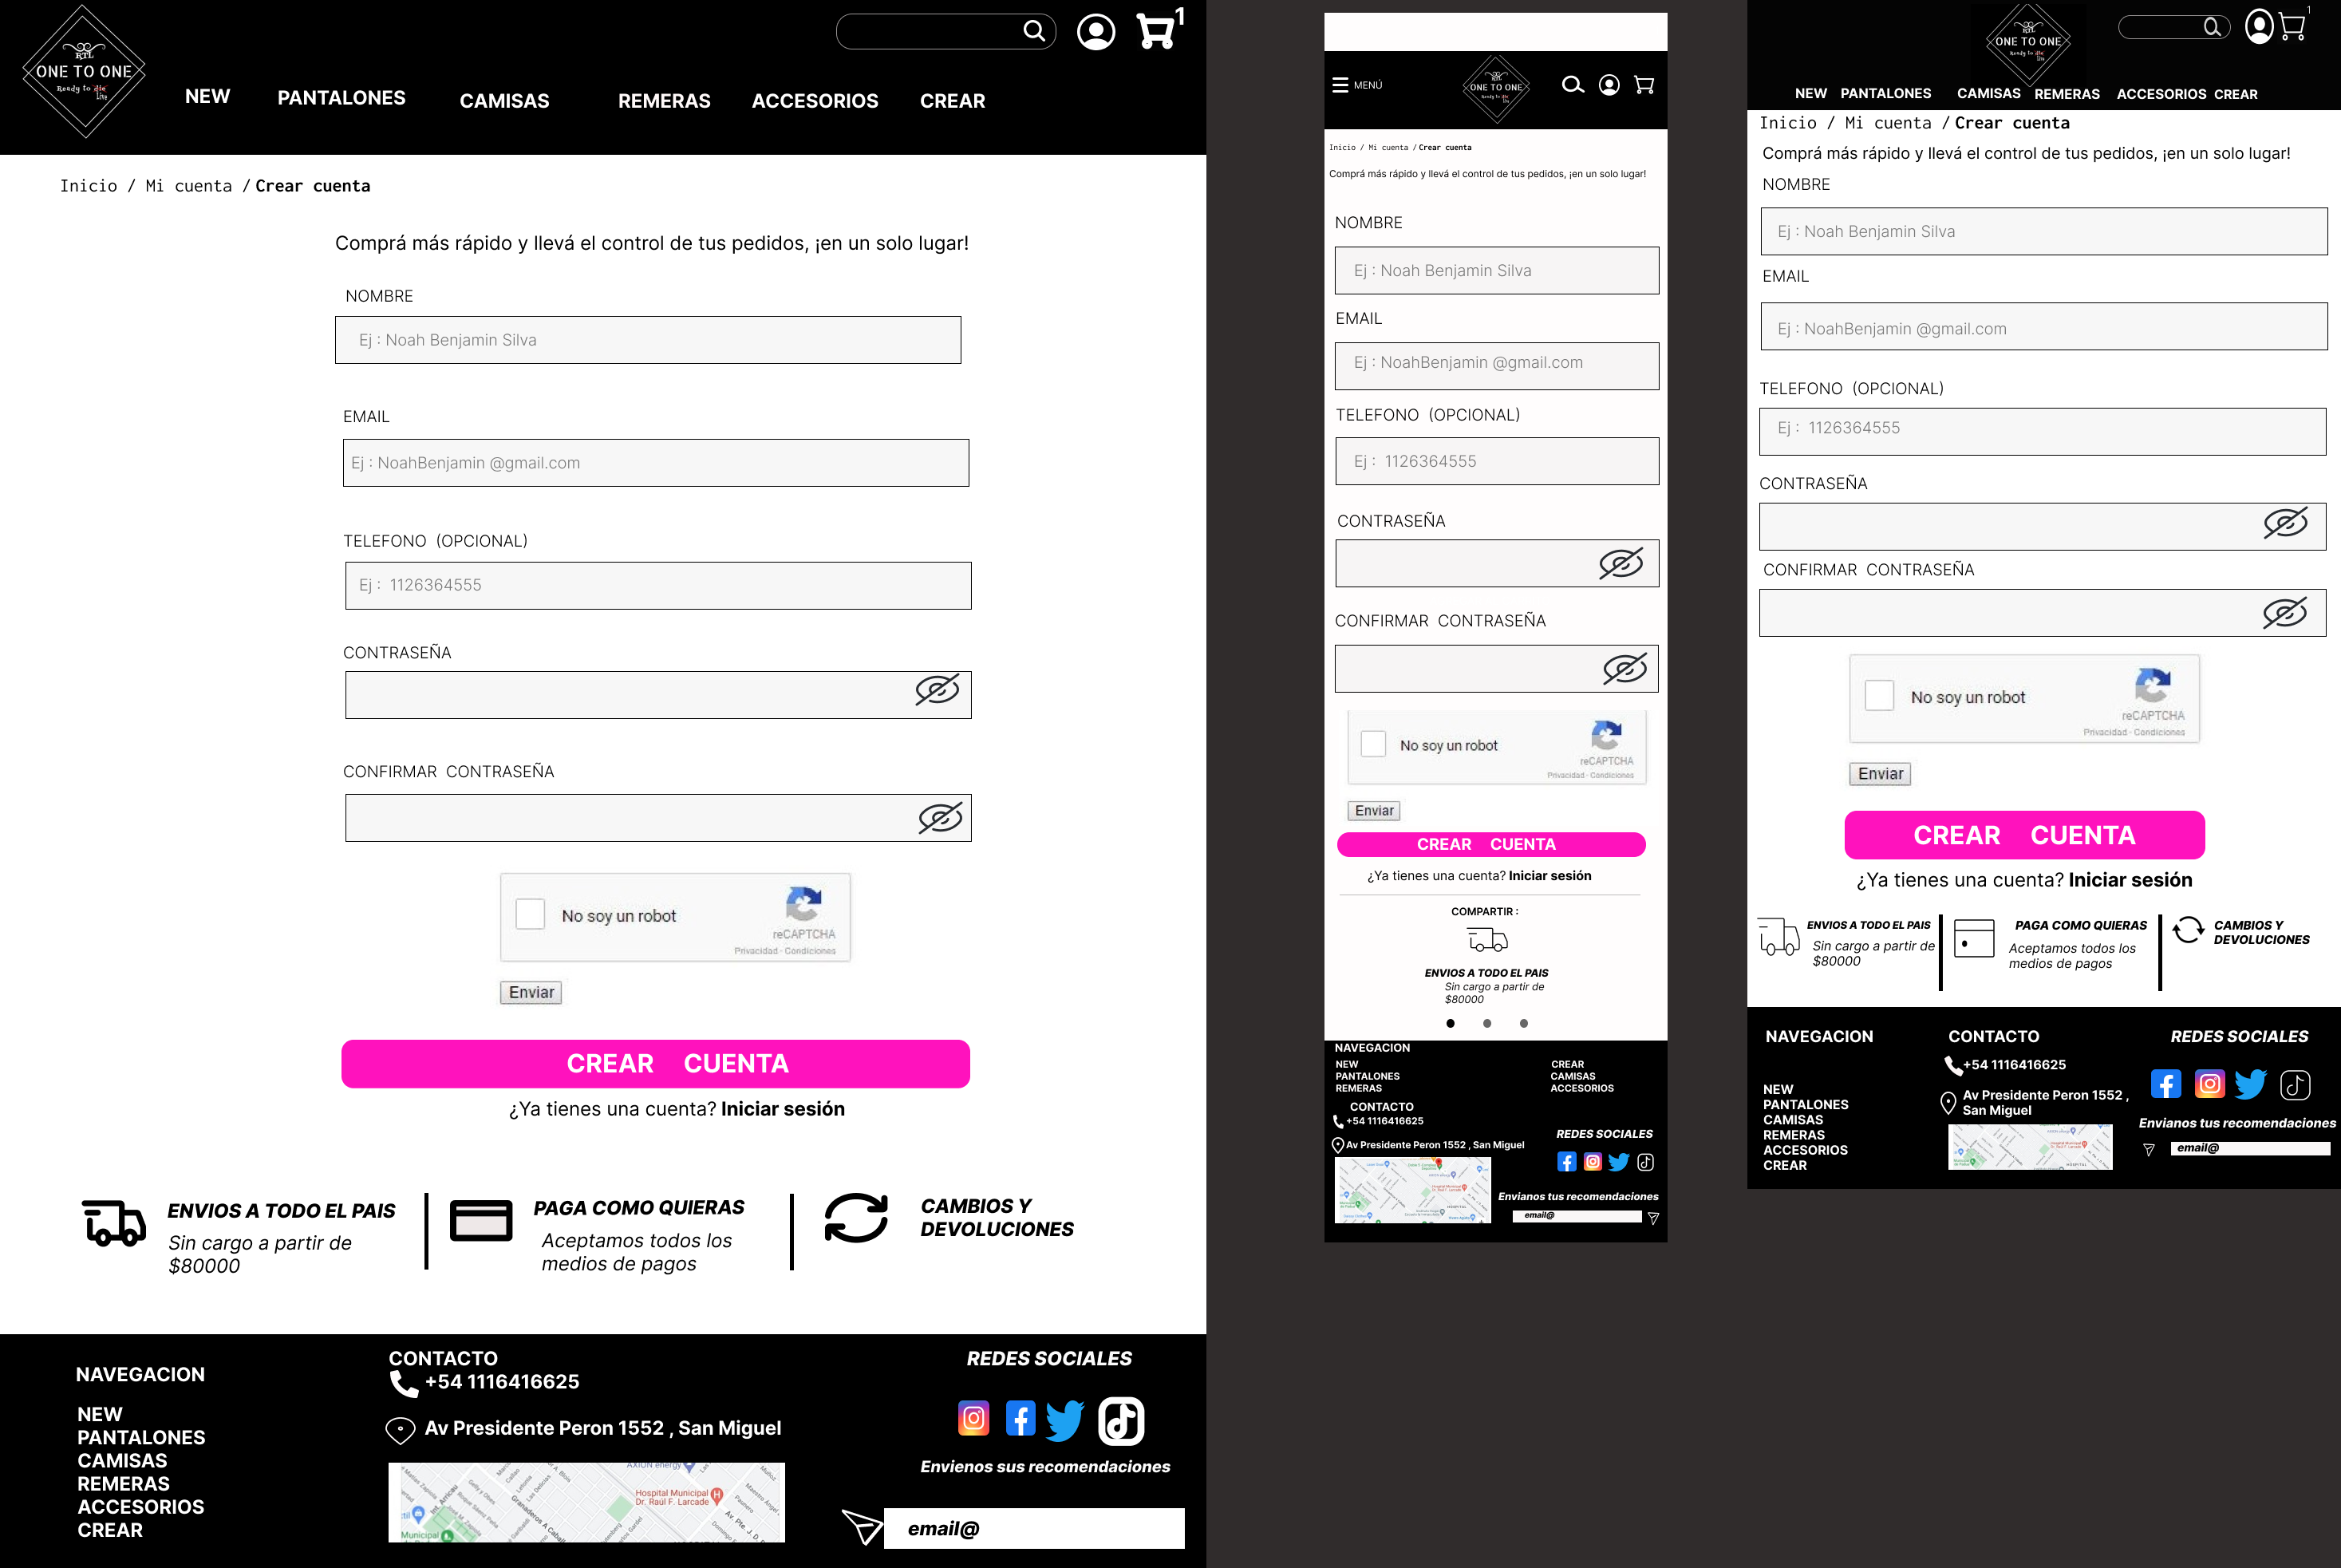 RTL
ONE TO ONE
Ready to die
live
1
NEW PANTALONES CAMISAS REMERAS ACCESORIOS CREAR
Inicio / Mi cuenta / Crear cuenta
Comprá más rápido y llevá el control de tus pedidos, ¡en un solo lugar!
NOMBRE
Ej : Noah Benjamin Silva
EMAIL
Ej : NoahBenjamin @gmail.com
TELEFONO (OPCIONAL)
Ej : 1126364555
CONTRASEÑA
CONFIRMAR CONTRASEÑA
No soy un robot
reCAPTCHA
Privacidad - Condiciones
Enviar
CREAR CUENTA
¿Ya tienes una cuenta? Iniciar sesión
ENVIOS A TODO EL PAIS
Sin cargo a partir de
$80000
PAGA COMO QUIERAS
Aceptamos todos los
medios de pagos
CAMBIOS Y
DEVOLUCIONES
NAVEGACION
NEW
PANTALONES
CAMISAS
REMERAS
ACCESORIOS
CREAR
CONTACTO
+54 1116416625
Av Presidente Peron 1552 , San Miguel
AXION energy
Hospital Municipal
Dr. Raúl F. Larcade
Municipal
REDES SOCIALES
Envienos sus recomendaciones
email@
MENÚ
ONE TO ONE
Inicio / Mi cuenta / Crear cuenta
Comprá más rápido y llevá el control de tus pedidos, ¡en un solo lugar!
NOMBRE
Ej : Noah Benjamin Silva
EMAIL
Ej : NoahBenjamin @gmail.com
TELEFONO (OPCIONAL)
Ej : 1126364555
CONTRASEÑA
CONFIRMAR CONTRASEÑA
No soy un robot
reCAPTCHA
Privacidad - Condiciones
Enviar
CREAR CUENTA
¿Ya tienes una cuenta? Iniciar sesión
COMPARTIR :
ENVIOS A TODO EL PAIS
Sin cargo a partir de
$80000
NAVEGACION
NEW
PANTALONES
REMERAS
CREAR
CAMISAS
ACCESORIOS
CONTACTO
+54 1116416625
Av Presidente Peron 1552 , San Miguel
REDES SOCIALES
Envianos tus recomendaciones
email@
ONE TO ONE
Ready to die
1
NEW PANTALONES CAMISAS REMERAS ACCESORIOS CREAR
Inicio / Mi cuenta / Crear cuenta
Comprá más rápido y llevá el control de tus pedidos, ¡en un solo lugar!
NOMBRE
Ej : Noah Benjamin Silva
EMAIL
Ej : NoahBenjamin @gmail.com
TELEFONO (OPCIONAL)
Ej : 1126364555
CONTRASEÑA
CONFIRMAR CONTRASEÑA
No soy un robot
reCAPTCHA
Privacidad - Condiciones
Enviar
CREAR CUENTA
¿Ya tienes una cuenta? Iniciar sesión
ENVIOS A TODO EL PAIS
Sin cargo a partir de
$80000
PAGA COMO QUIERAS
Aceptamos todos los
medios de pagos
CAMBIOS Y
DEVOLUCIONES
NAVEGACION
NEW
PANTALONES
CAMISAS
REMERAS
ACCESORIOS
CREAR
CONTACTO
+54 1116416625
Av Presidente Peron 1552 ,
San Miguel
REDES SOCIALES
Envianos tus recomendaciones
email@